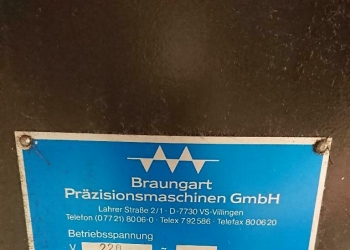 Braungart
Präzisionsmaschinen GmbH
Lahrer Straße 2/1 · D-7730 VS-Villingen
Telefon (07721) 8006-0 · Telex 792586 · Telefax 800620
Betriebsspannung
V 220 ~